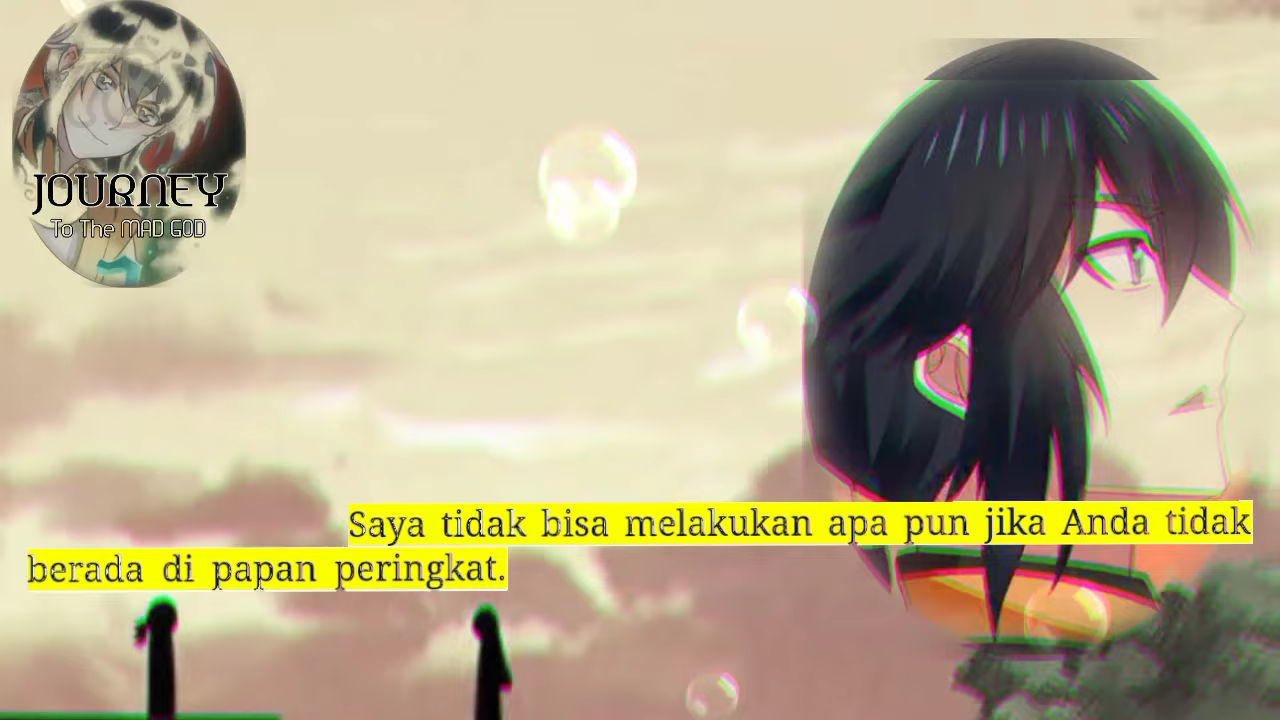 JOURNEY
To The MAD GOD
Saya tidak bisa melakukan apa pun jika Anda tidak
berada di papan peringkat.